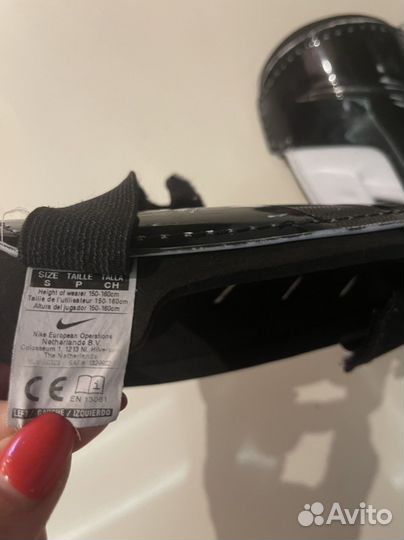 SIZE TAILLE TALLA
S P CH
Height of wearer 150-160cm
Taille de l'utilisateur 150-160cm
Altura del jugador 150-160cm
Nike European Operations
Netherlands B.V.
Colosseum 1, 1213 NL Hilver
The Netherlands
CE
EN 13061
LEFT / GAUCHE / IZQUIERDO
Avito